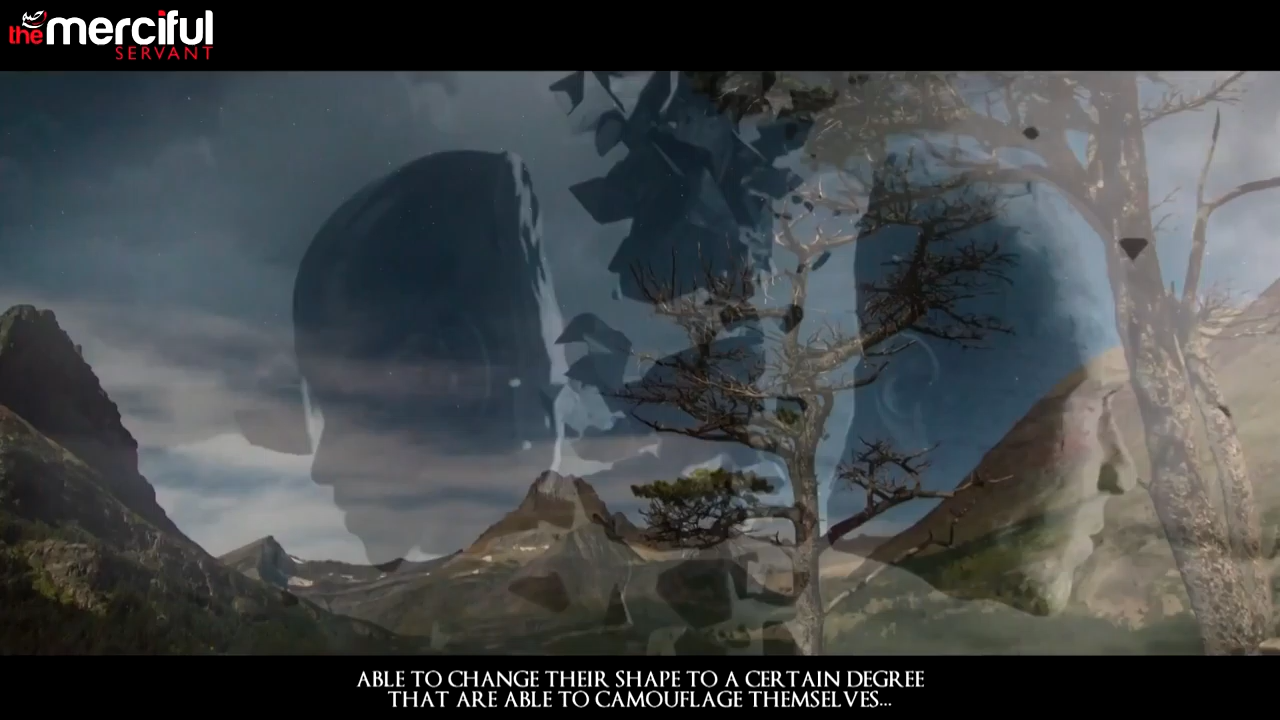 the merciful
SERVANT
ABLE TO CHANGE THEIR SHAPE TO A CERTAIN DEGREE
THAT ARE ABLE TO CAMOUFLAGE THEMSELVES...